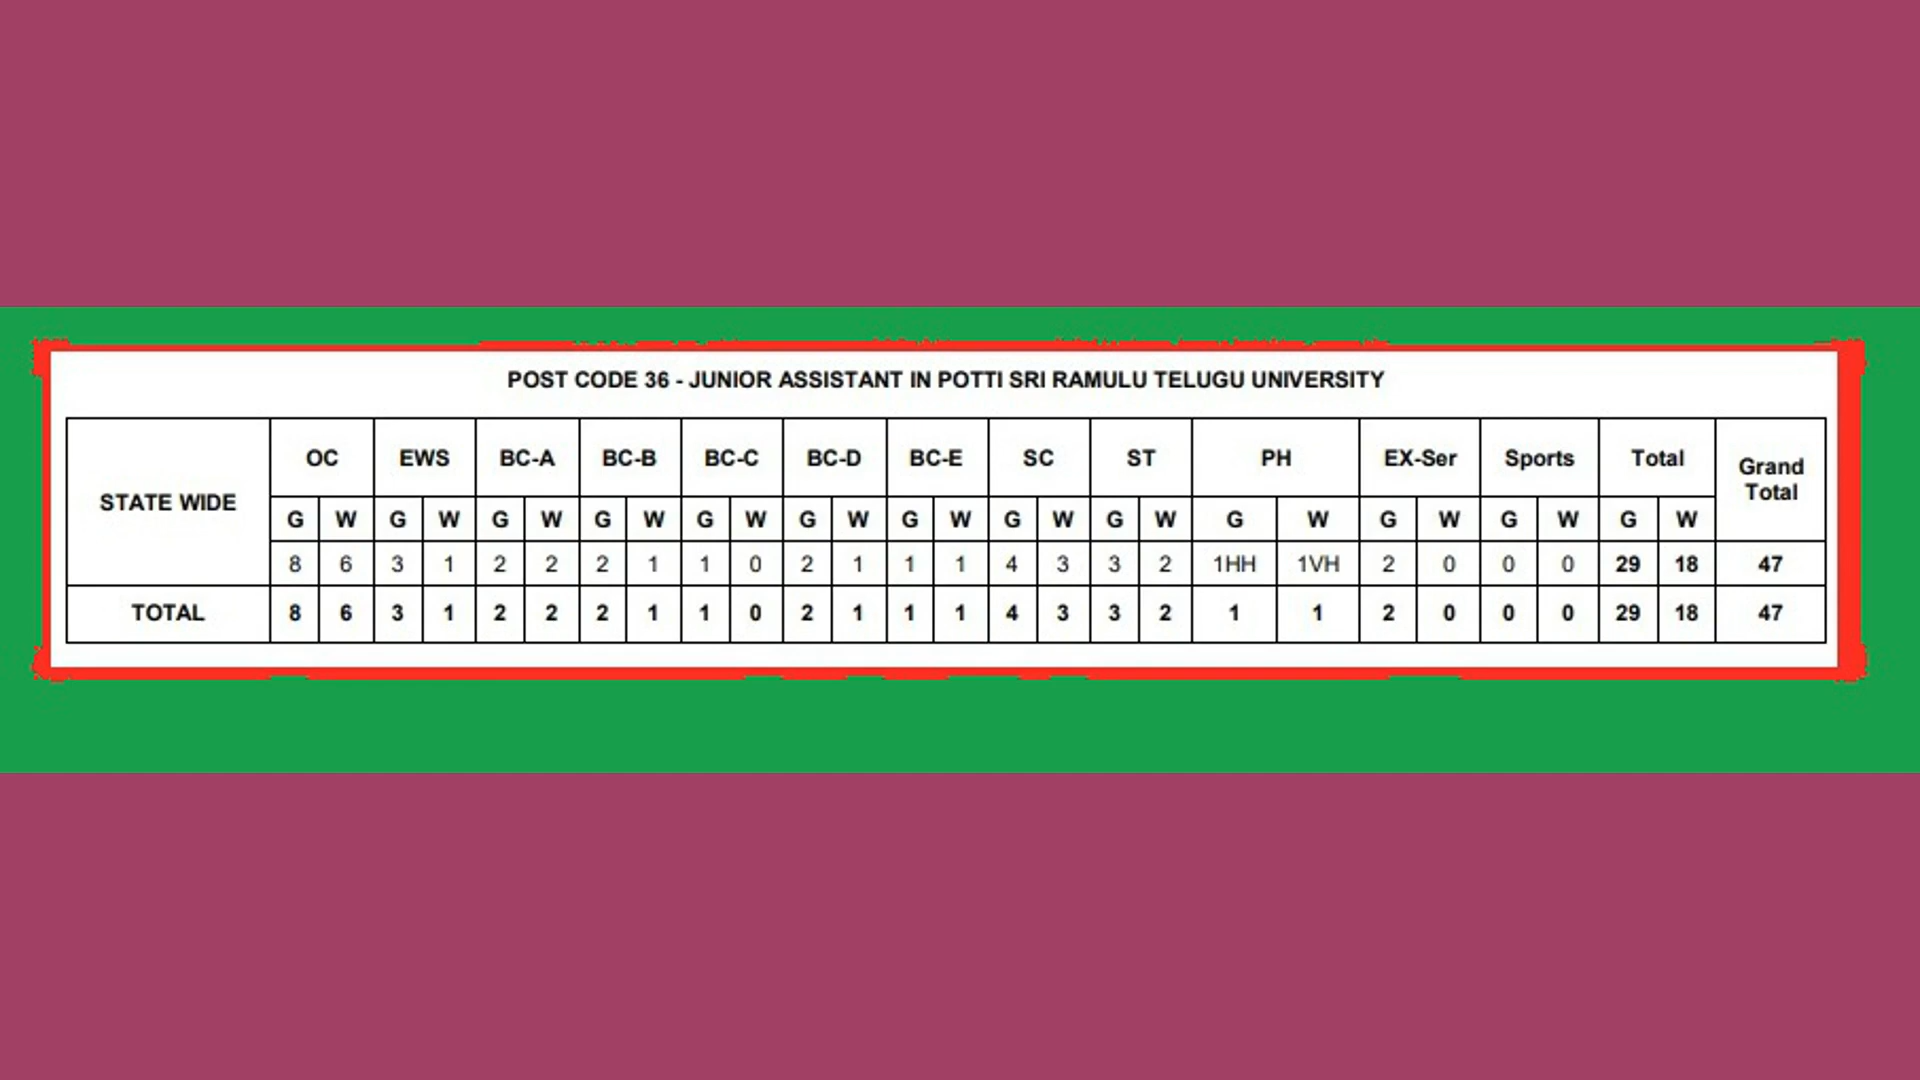 POST CODE 36 - JUNIOR ASSISTANT IN POTTI SRI RAMULU TELUGU UNIVERSITY
STATE WIDE OC EWS BC-A BC-B BC-C BC-D BC-E SC ST PH EX-Ser Sports Total Grand Total
G W G W G W G W G W G W G W G W G W G W G W G W G W
8 6 3 1 2 2 2 1 1 0 2 1 1 1 4 3 3 2 1HH 1VH 2 0 0 0 29 18 47
TOTAL 8 6 3 1 2 2 2 1 1 0 2 1 1 1 4 3 3 2 1 1 2 0 0 0 29 18 47